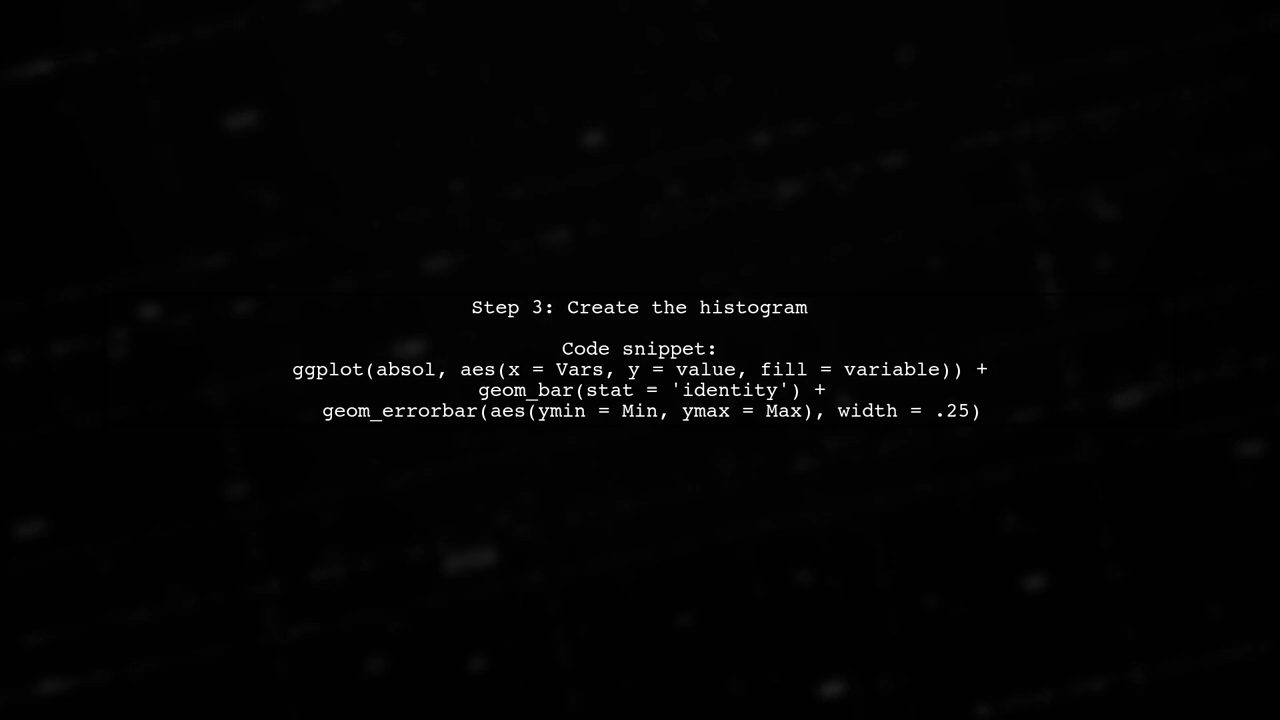 Step 3: Create the histogram
Code snippet:
ggplot(absol, aes(x = Vars, y = value, fill = variable)) +
geom_bar(stat = 'identity') +
geom_errorbar(aes(ymin = Min, ymax = Max), width = .25)